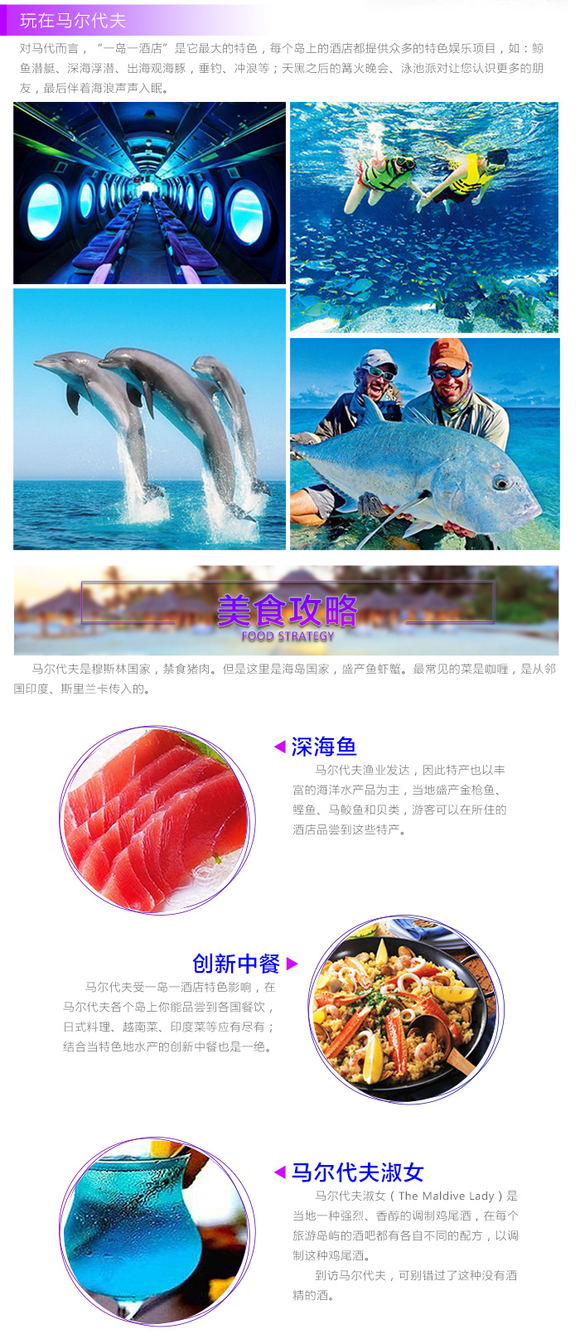 玩在马尔代夫
对马代而言，“一岛一酒店”是它最大的特色，每个岛上的酒店都提供众多的特色娱乐项目，如：鲸
鱼潜艇、深海浮潜、出海观海豚，垂钓、冲浪等；天黑之后的篝火晚会、泳池派对让您认识更多的朋
友，最后伴着海浪声声入眠。
美食攻略
FOOD STRATEGY
马尔代夫是穆斯林国家，禁食猪肉。但是这里是海岛国家，盛产鱼虾蟹。最常见的菜是咖喱，是从邻
国印度、斯里兰卡传入的。
深海鱼
马尔代夫渔业发达，因此特产也以丰
富的海洋水产品为主，当地盛产金枪鱼、
鲣鱼、马鲛鱼和贝类，游客可以在所住的
酒店品尝到这些特产。
创新中餐
马尔代夫受一岛一酒店特色影响，在
马尔代夫各个岛上你能品尝到各国餐饮，
日式料理、越南菜、印度菜等应有尽有；
结合当特色地水产的创新中餐也是一绝。
马尔代夫淑女
马尔代夫淑女（The Maldive Lady）是
当地一种强烈、香醇的调制鸡尾酒，在每个
旅游岛屿的酒吧都有各自不同的配方，以调
制这种鸡尾酒。
到访马尔代夫，可别错过了这种没有酒
精的酒。